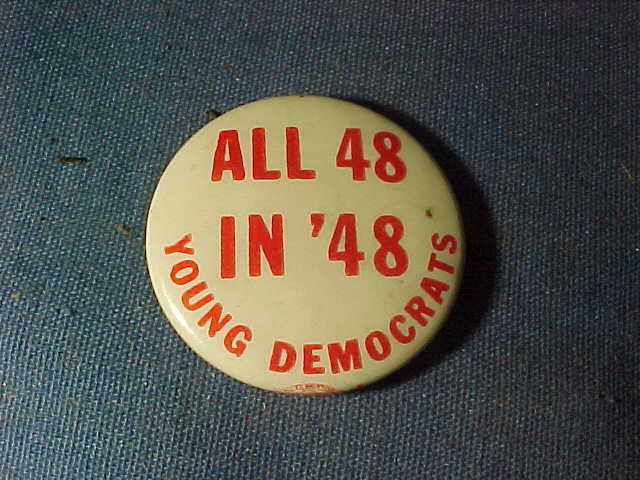 ALL 48
IN '48
YOUNG DEMOCRATS